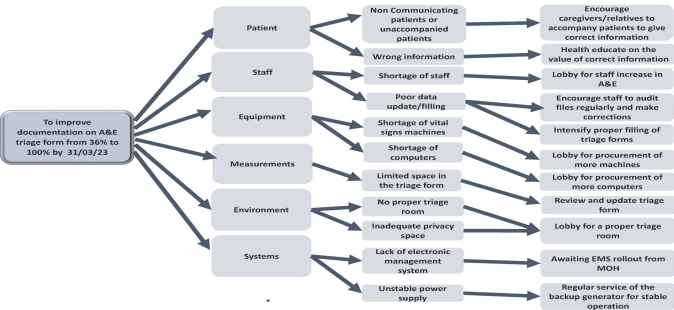 To improve
documentation on A&E
triage form from 36% to
100% by 31/03/23
Patient
Staff
Equipment
Measurements
Environment
Systems
Non Communicating
patients or
unaccompanied
patients
Wrong information
Shortage of staff
Poor data
update/filling
Shortage of vital
signs machines
Shortage of
computers
Limited space in
the triage form
No proper triage
room
Inadequate privacy
space
Lack of electronic
management
system
Unstable power
supply
Encourage
caregivers/relatives to
accompany patients to give
correct information
Health educate on the
value of correct information
Lobby for staff increase in
A&E
Encourage staff to audit
files regularly and make
corrections
Intensify proper filling of
triage forms
Lobby for procurement of
more machines
Lobby for procurement of
more computers
Review and update triage
form
Lobby for a proper triage
room
Awaiting EMS rollout from
MOH
Regular service of the
backup generator for stable
operation